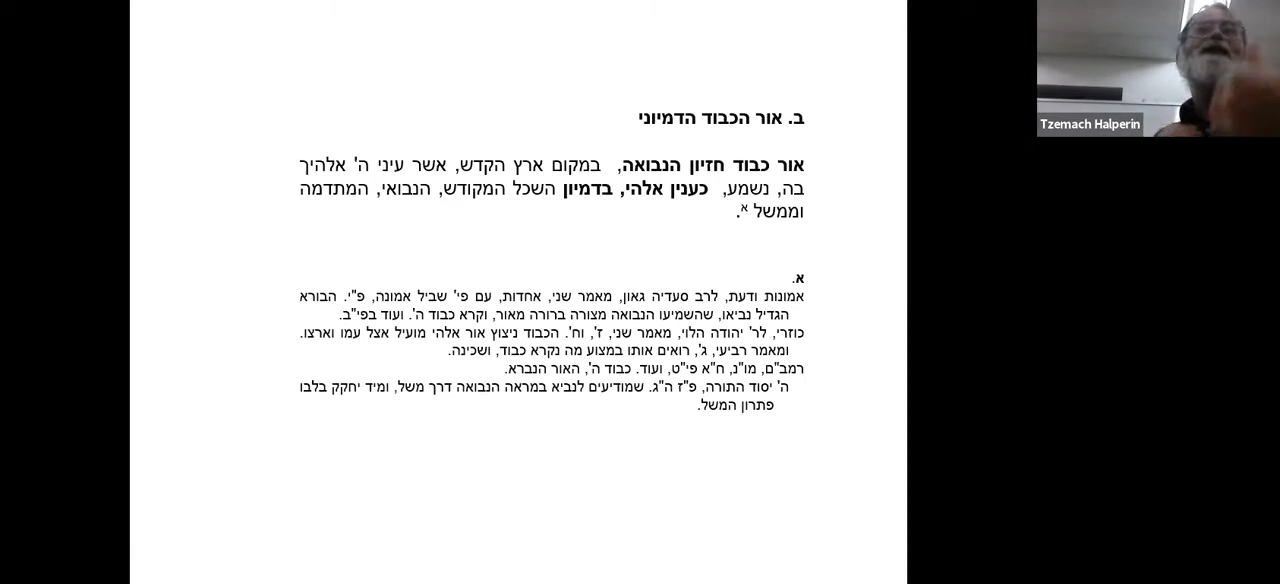 ב. אור הכבוד הדמיוני
אור כבוד חזיון הנבואה, במקום ארץ הקדש, אשר עיני ה' אלהיך
בה, נשמע, כענין אלהי, בדמיון השכל המקודש, הנבואי, המתדמה
וממשל א.
א.
אמונות ודעת, לרב סעדיה גאון, מאמר שני, אחדות, עם פי' שביל אמונה, פ"י. הבורא
הגדיל נביאו, שהשמיעו הנבואה מצורה ברורה מאור, וקרא כבוד ה'. ועוד בפי"ב.
כוזרי, לר' יהודה הלוי, מאמר שני, ז', וח'. הכבוד ניצוץ אור אלהי מועיל אצל עמו וארצו.
ומאמר רביעי, ג', רואים אותו במצוע מה נקרא כבוד, ושכינה.
רמב"ם, מו"נ, ח"א פי"ט, ועוד. כבוד ה', האור הנברא.
ה' יסוד התורה, פ"ז ה"ג. שמודיעים לנביא במראה הנבואה דרך משל, ומיד יחקק בלבו
פתרון המשל.
Tzemach Halperin